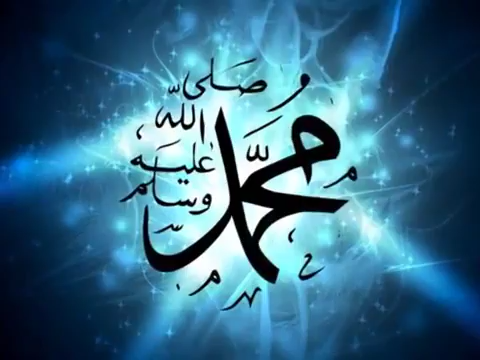 محمد
صلى
الله
عليه
وسلم